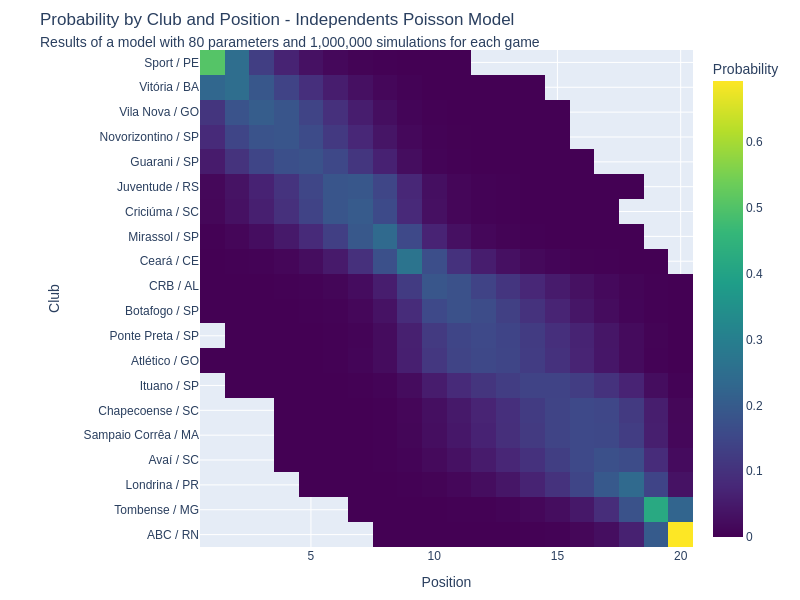 Probability by Club and Position - Independents Poisson Model
Results of a model with 80 parameters and 1,000,000 simulations for each game
Probability
Sport / PE
Vitória / BA
Vila Nova / GO
Novorizontino / SP
Guarani / SP
Juventude / RS
Criciúma / SC
Mirassol / SP
Ceará / CE
CRB / AL
Botafogo / SP
Ponte Preta / SP
Atlético / GO
Ituano / SP
Chapecoense / SC
Sampaio Corrêa / MA
Avaí / SC
Londrina / PR
Tombense / MG
ABC / RN
Club
5
10
15
20
Position
0.6
0.5
0.4
0.3
0.2
0.1
0